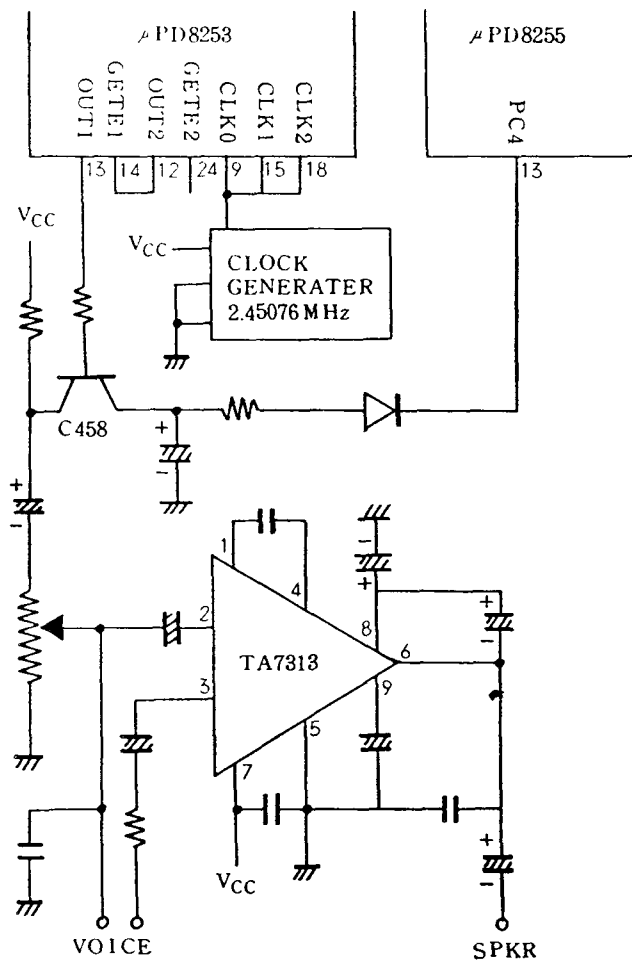 μPD8253
μPD8255
OUT1
GETE1
OUT2
GETE2
CLK0
CLK1
CLK2
PC4
13
14
12
24
9
15
18
13
VCC
VCC
CLOCK
GENERATER
2.45076MHz
C458
+
-
+
-
-
+
1
4
2
8
+
-
TA7313
6
3
9
5
7
+
-
VCC
VOICE
SPKR